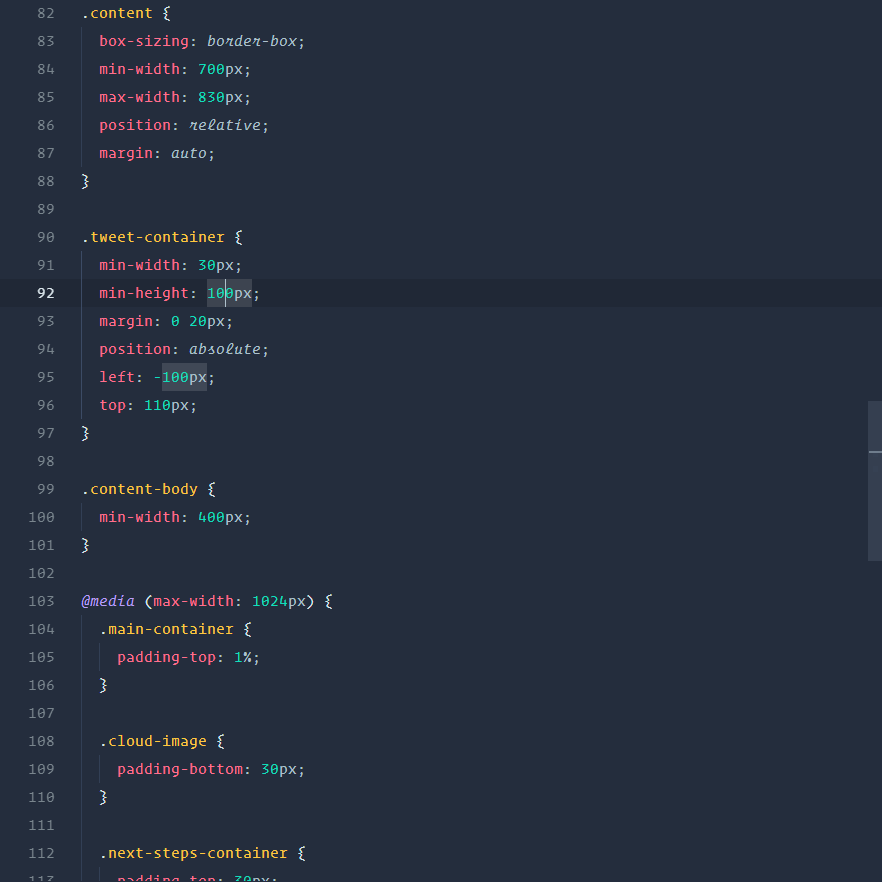 82 .content {
83 box-sizing: border-box;
84 min-width: 700px;
85 max-width: 830px;
86 position: relative;
87 margin: auto;
88 }
89
90 .tweet-container {
91 min-width: 30px;
92 min-height: 100px;
93 margin: 0 20px;
94 position: absolute;
95 left: -100px;
96 top: 110px;
97 }
98
99 .content-body {
100 min-width: 400px;
101 }
102
103 @media (max-width: 1024px) {
104 .main-container {
105 padding-top: 1%;
106 }
107
108 .cloud-image {
109 padding-bottom: 30px;
110 }
111
112 .next-steps-container {
113 padding-top: 30px;